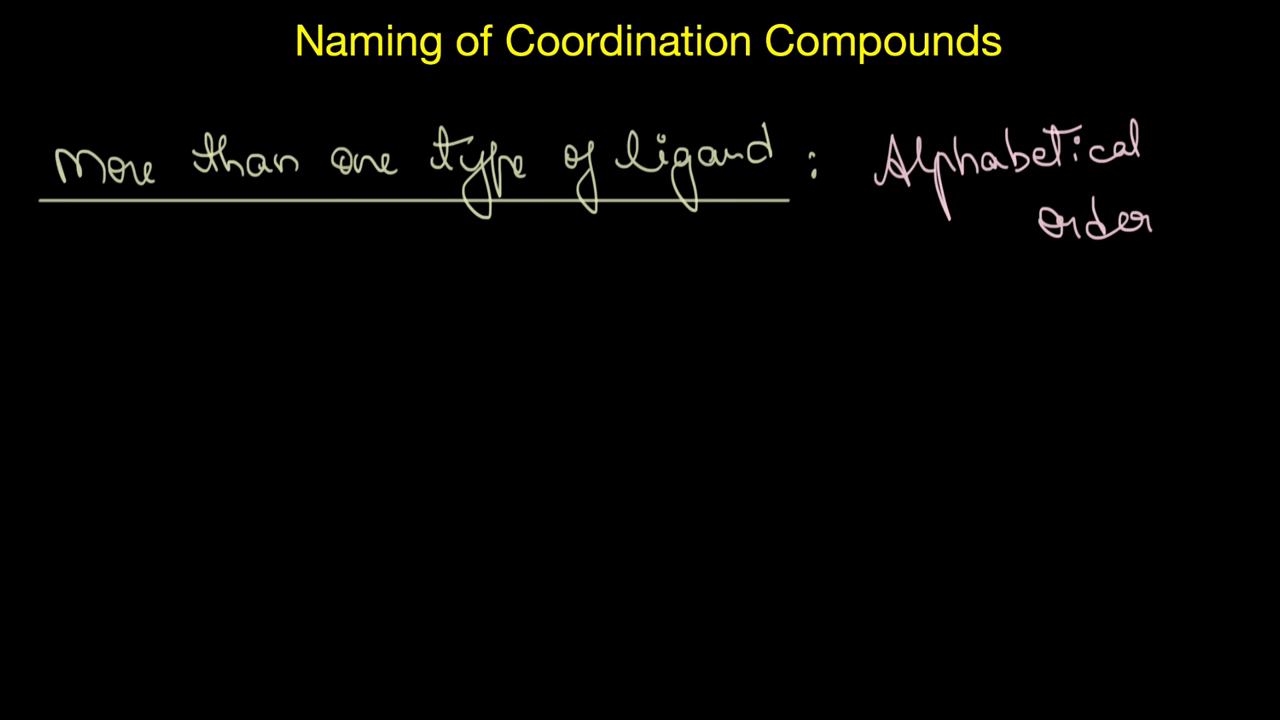 Naming of Coordination Compounds
More than one type of ligand : Alphabetical
order